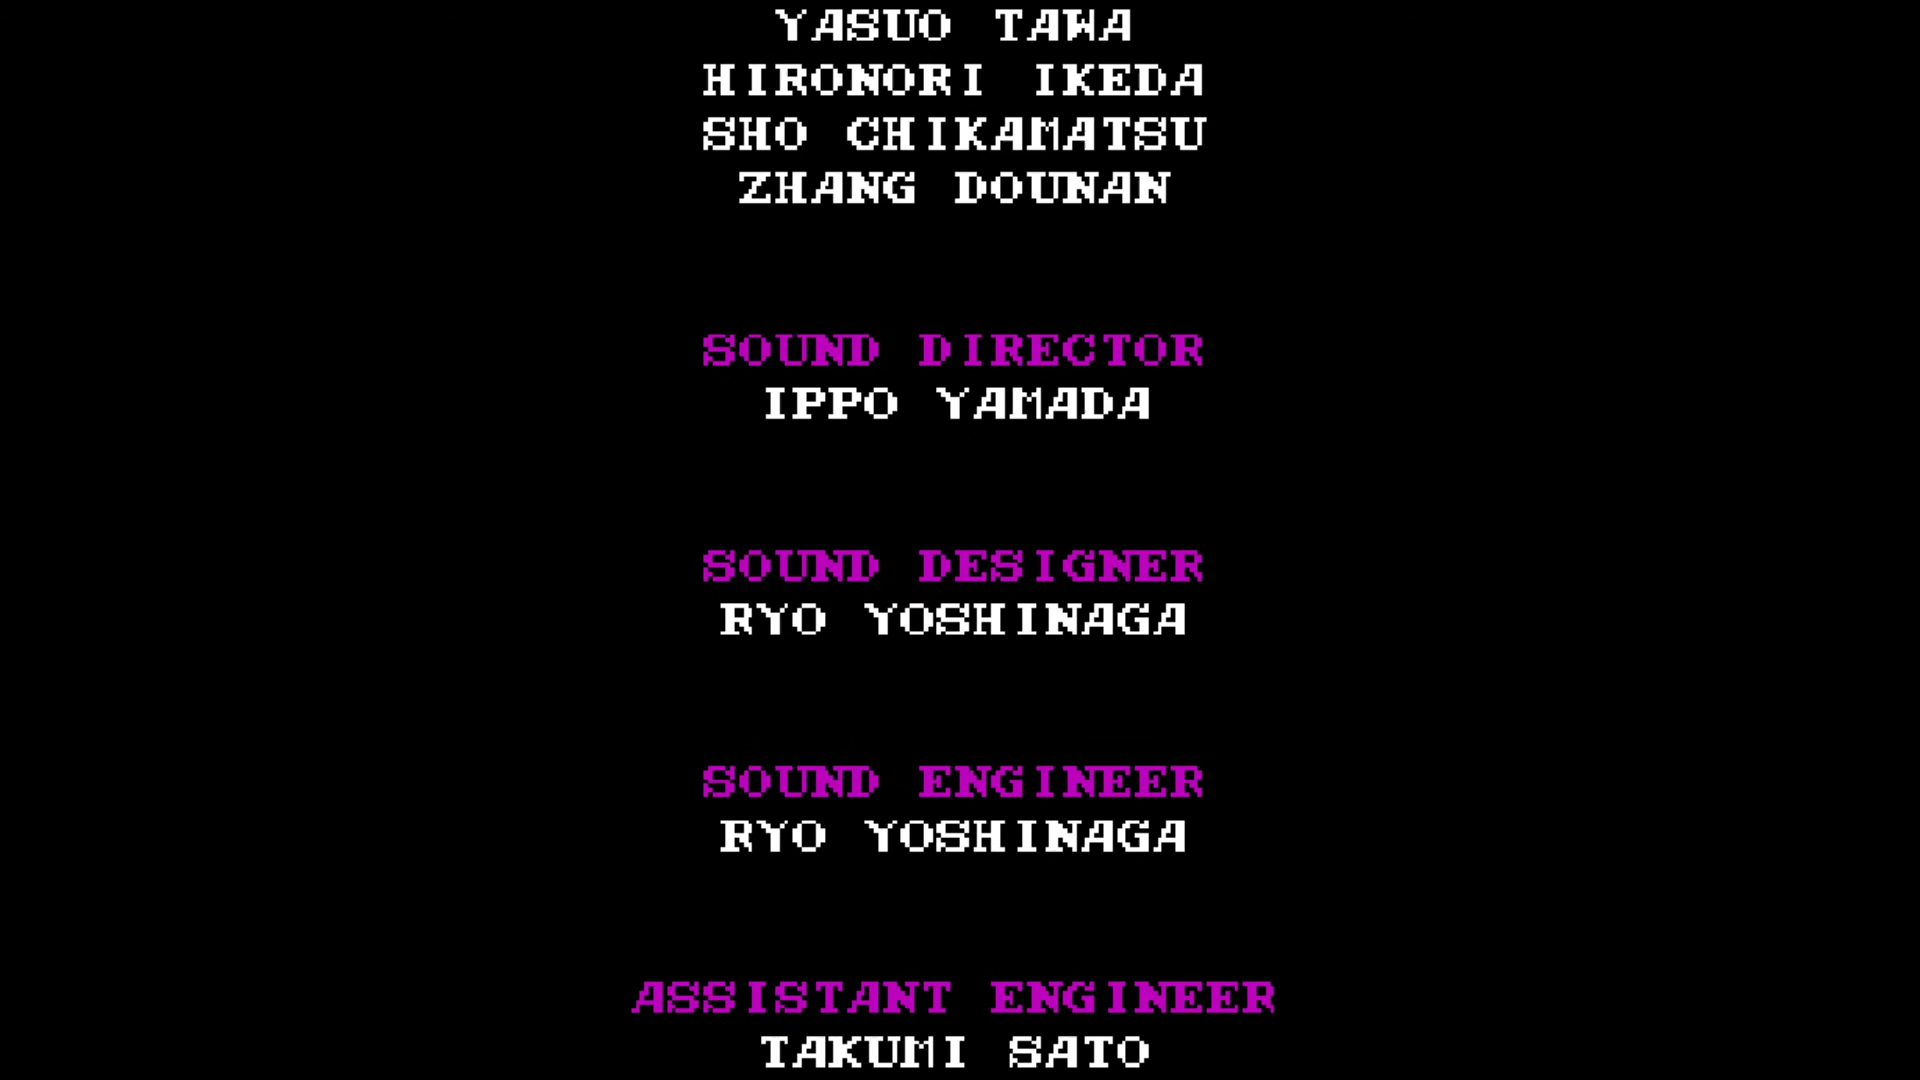 YASUO TAWA
HIRONORI IKEDA
SHO CHIKAMATSU
ZHANG DOUNAN
SOUND DIRECTOR
IPPO YAMADA
SOUND DESIGNER
RYO YOSHINAGA
SOUND ENGINEER
RYO YOSHINAGA
ASSISTANT ENGINEER
TAKUMI SATO